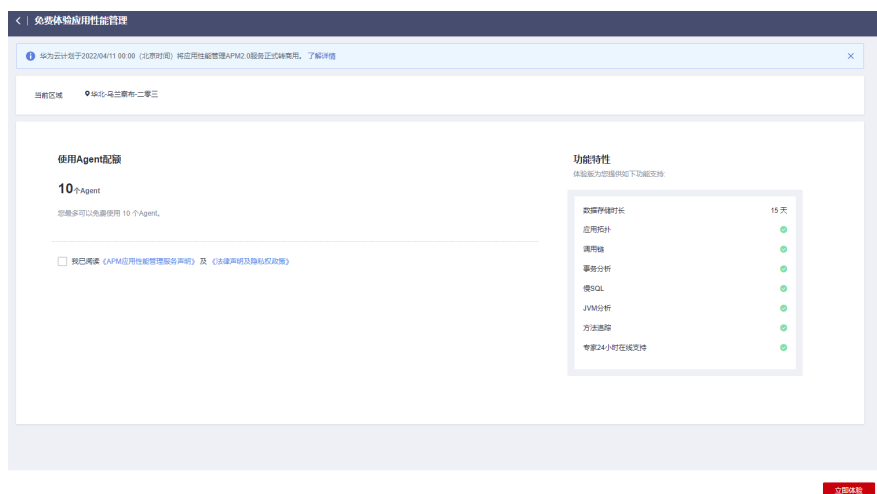 免费体验应用性能管理
华为云计划于2022/04/11 00:00（北京时间）将应用性能管理APM2.0服务正式转商用。 了解详情
当前区域 华北-乌兰察布-二零三
使用Agent配额
10个Agent
您最多可以免费使用 10 个Agent。
我已阅读《APM应用性能管理服务声明》及 《法律声明及隐私权政策》
功能特性
体验版为您提供如下功能支持:
数据存储时长 15 天
应用拓扑
调用链
事务分析
慢SQL
JVM分析
方法追踪
专家24小时在线支持
立即体验